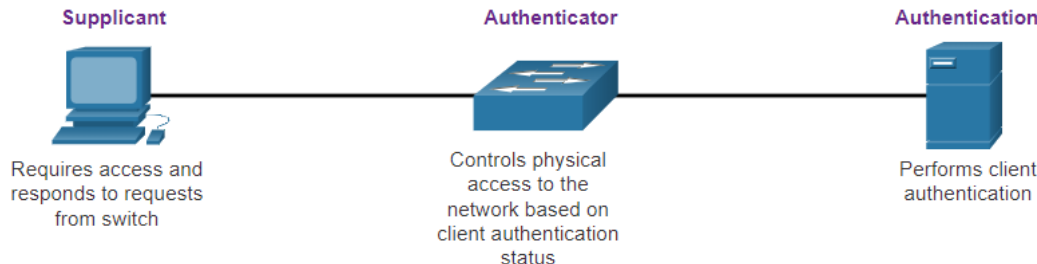 Supplicant
Authenticator
Authentication
Requires access and
responds to requests
from switch
Controls physical
access to the
network based on
client authentication
status
Performs client
authentication